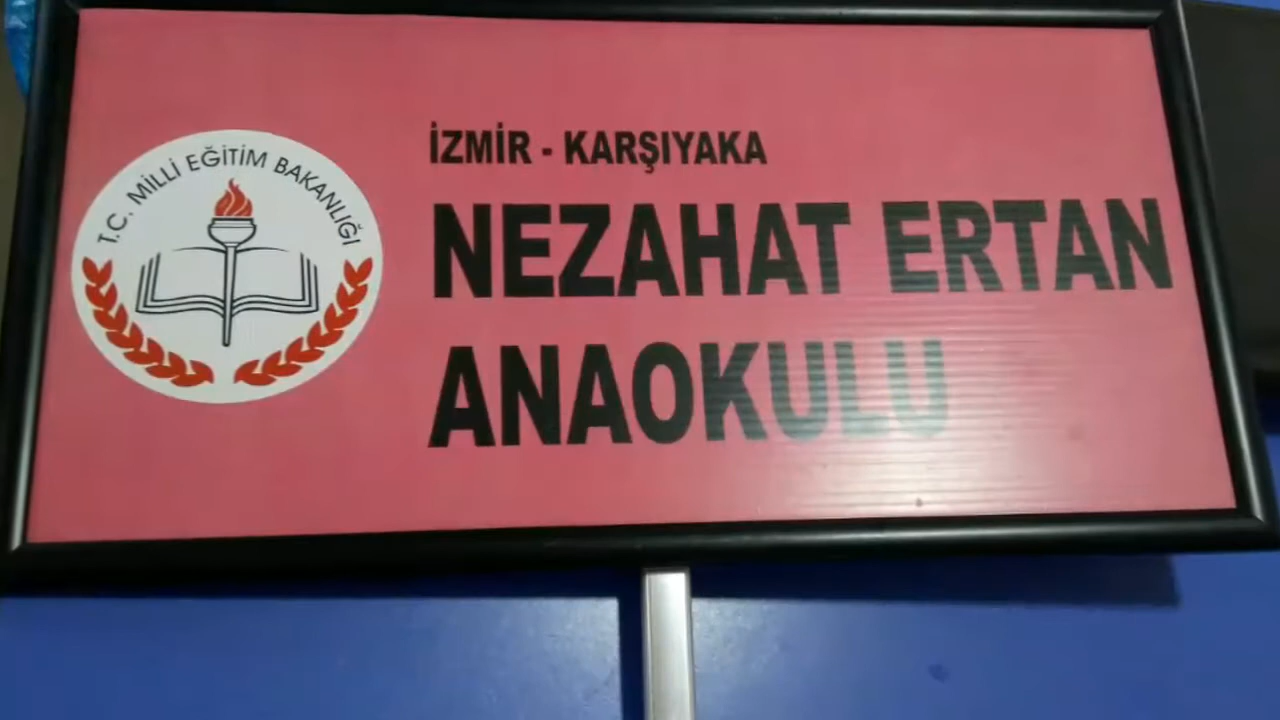 T.C. MİLLİ EĞİTİM BAKANLIĞI
İZMİR - KARŞIYAKA
NEZAHAT ERTAN
ANAOKULU